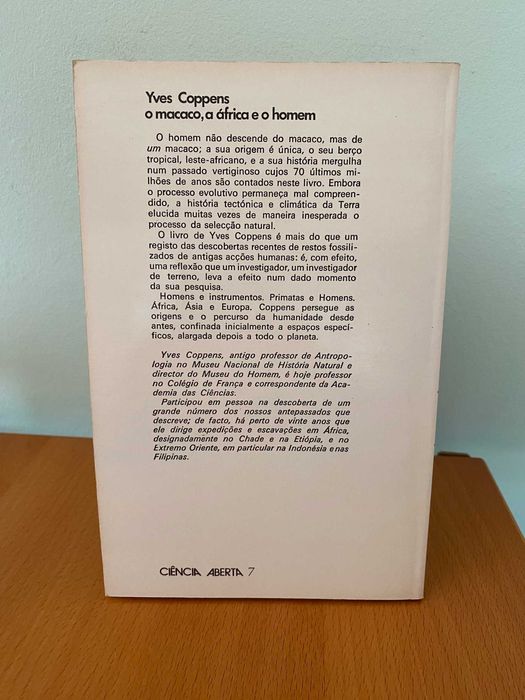 Yves Coppens
o macaco, a áfrica e o homem
O homem não descende do macaco, mas de
um macaco; a sua origem é única, o seu berço
tropical, leste-africano, e a sua história mergulha
num passado vertiginoso cujos 70 últimos mi-
lhões de anos são contados neste livro. Embora
o processo evolutivo permaneça mal compreen-
dido, a história tectónica e climática da Terra
elucida muitas vezes de maneira inesperada o
processo da selecção natural.
O livro de Yves Coppens é mais do que um
registo das descobertas recentes de restos fossili-
zados de antigas acções humanas: é, com efeito,
uma reflexão que um investigador, um investigador
de terreno, leva a efeito num dado momento
da sua pesquisa.
Homens e instrumentos. Primatas e Homens.
África, Ásia e Europa. Coppens persegue as
origens e o percurso da humanidade desde
antes, confinada inicialmente a espaços especí-
ficos, alargada depois a todo o planeta.
Yves Coppens, antigo professor de Antropo-
logia no Museu Nacional de História Natural e
director do Museu do Homem, é hoje professor
no Colégio de França e correspondente da Aca-
demia das Ciências.
Participou em pessoa na descoberta de um
grande número dos nossos antepassados que
descreve; de facto, há perto de vinte anos que
ele dirige expedições e escavações em África,
designadamente no Chade e na Etiópia, e no
Extremo Oriente, em particular na Indonésia e nas
Filipinas.
CIÊNCIA ABERTA 7